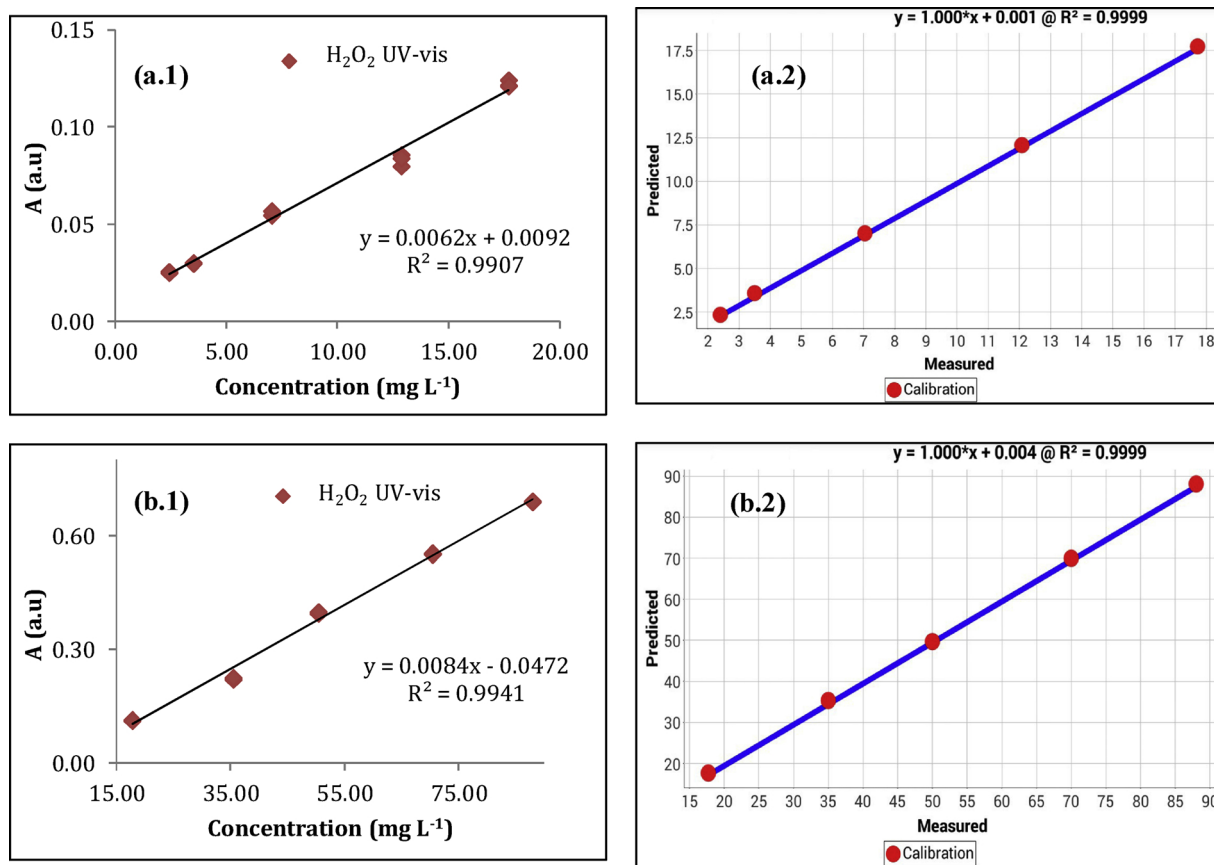 0.15
0.10
0.05
0.00
A (a.u)
H₂O₂ UV-vis
(a.1)
y = 0.0062x + 0.0092
R² = 0.9907
0.00 5.00 10.00 15.00 20.00
Concentration (mg L⁻¹)
y = 1.000*x + 0.001 @ R² = 0.9999
(a.2)
17.5
15.0
12.5
10.0
7.5
5.0
2.5
Predicted
2 3 4 5 6 7 8 9 10 11 12 13 14 15 16 17 18
Measured
Calibration
0.60
0.30
0.00
A (a.u)
H₂O₂ UV-vis
(b.1)
y = 0.0084x - 0.0472
R² = 0.9941
15.00 35.00 55.00 75.00
Concentration (mg L⁻¹)
y = 1.000*x + 0.004 @ R² = 0.9999
(b.2)
90
80
70
60
50
40
30
20
Predicted
15 20 25 30 35 40 45 50 55 60 65 70 75 80 85 90
Measured
Calibration